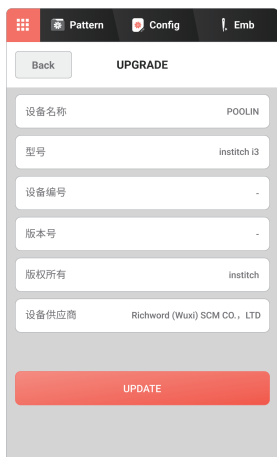 Pattern Config Emb
Back UPGRADE
设备名称 POOLIN
型号 institch i3
设备编号 -
版本号 -
版权所有 institch
设备供应商 Richword (Wuxi) SCM CO.，LTD
UPDATE